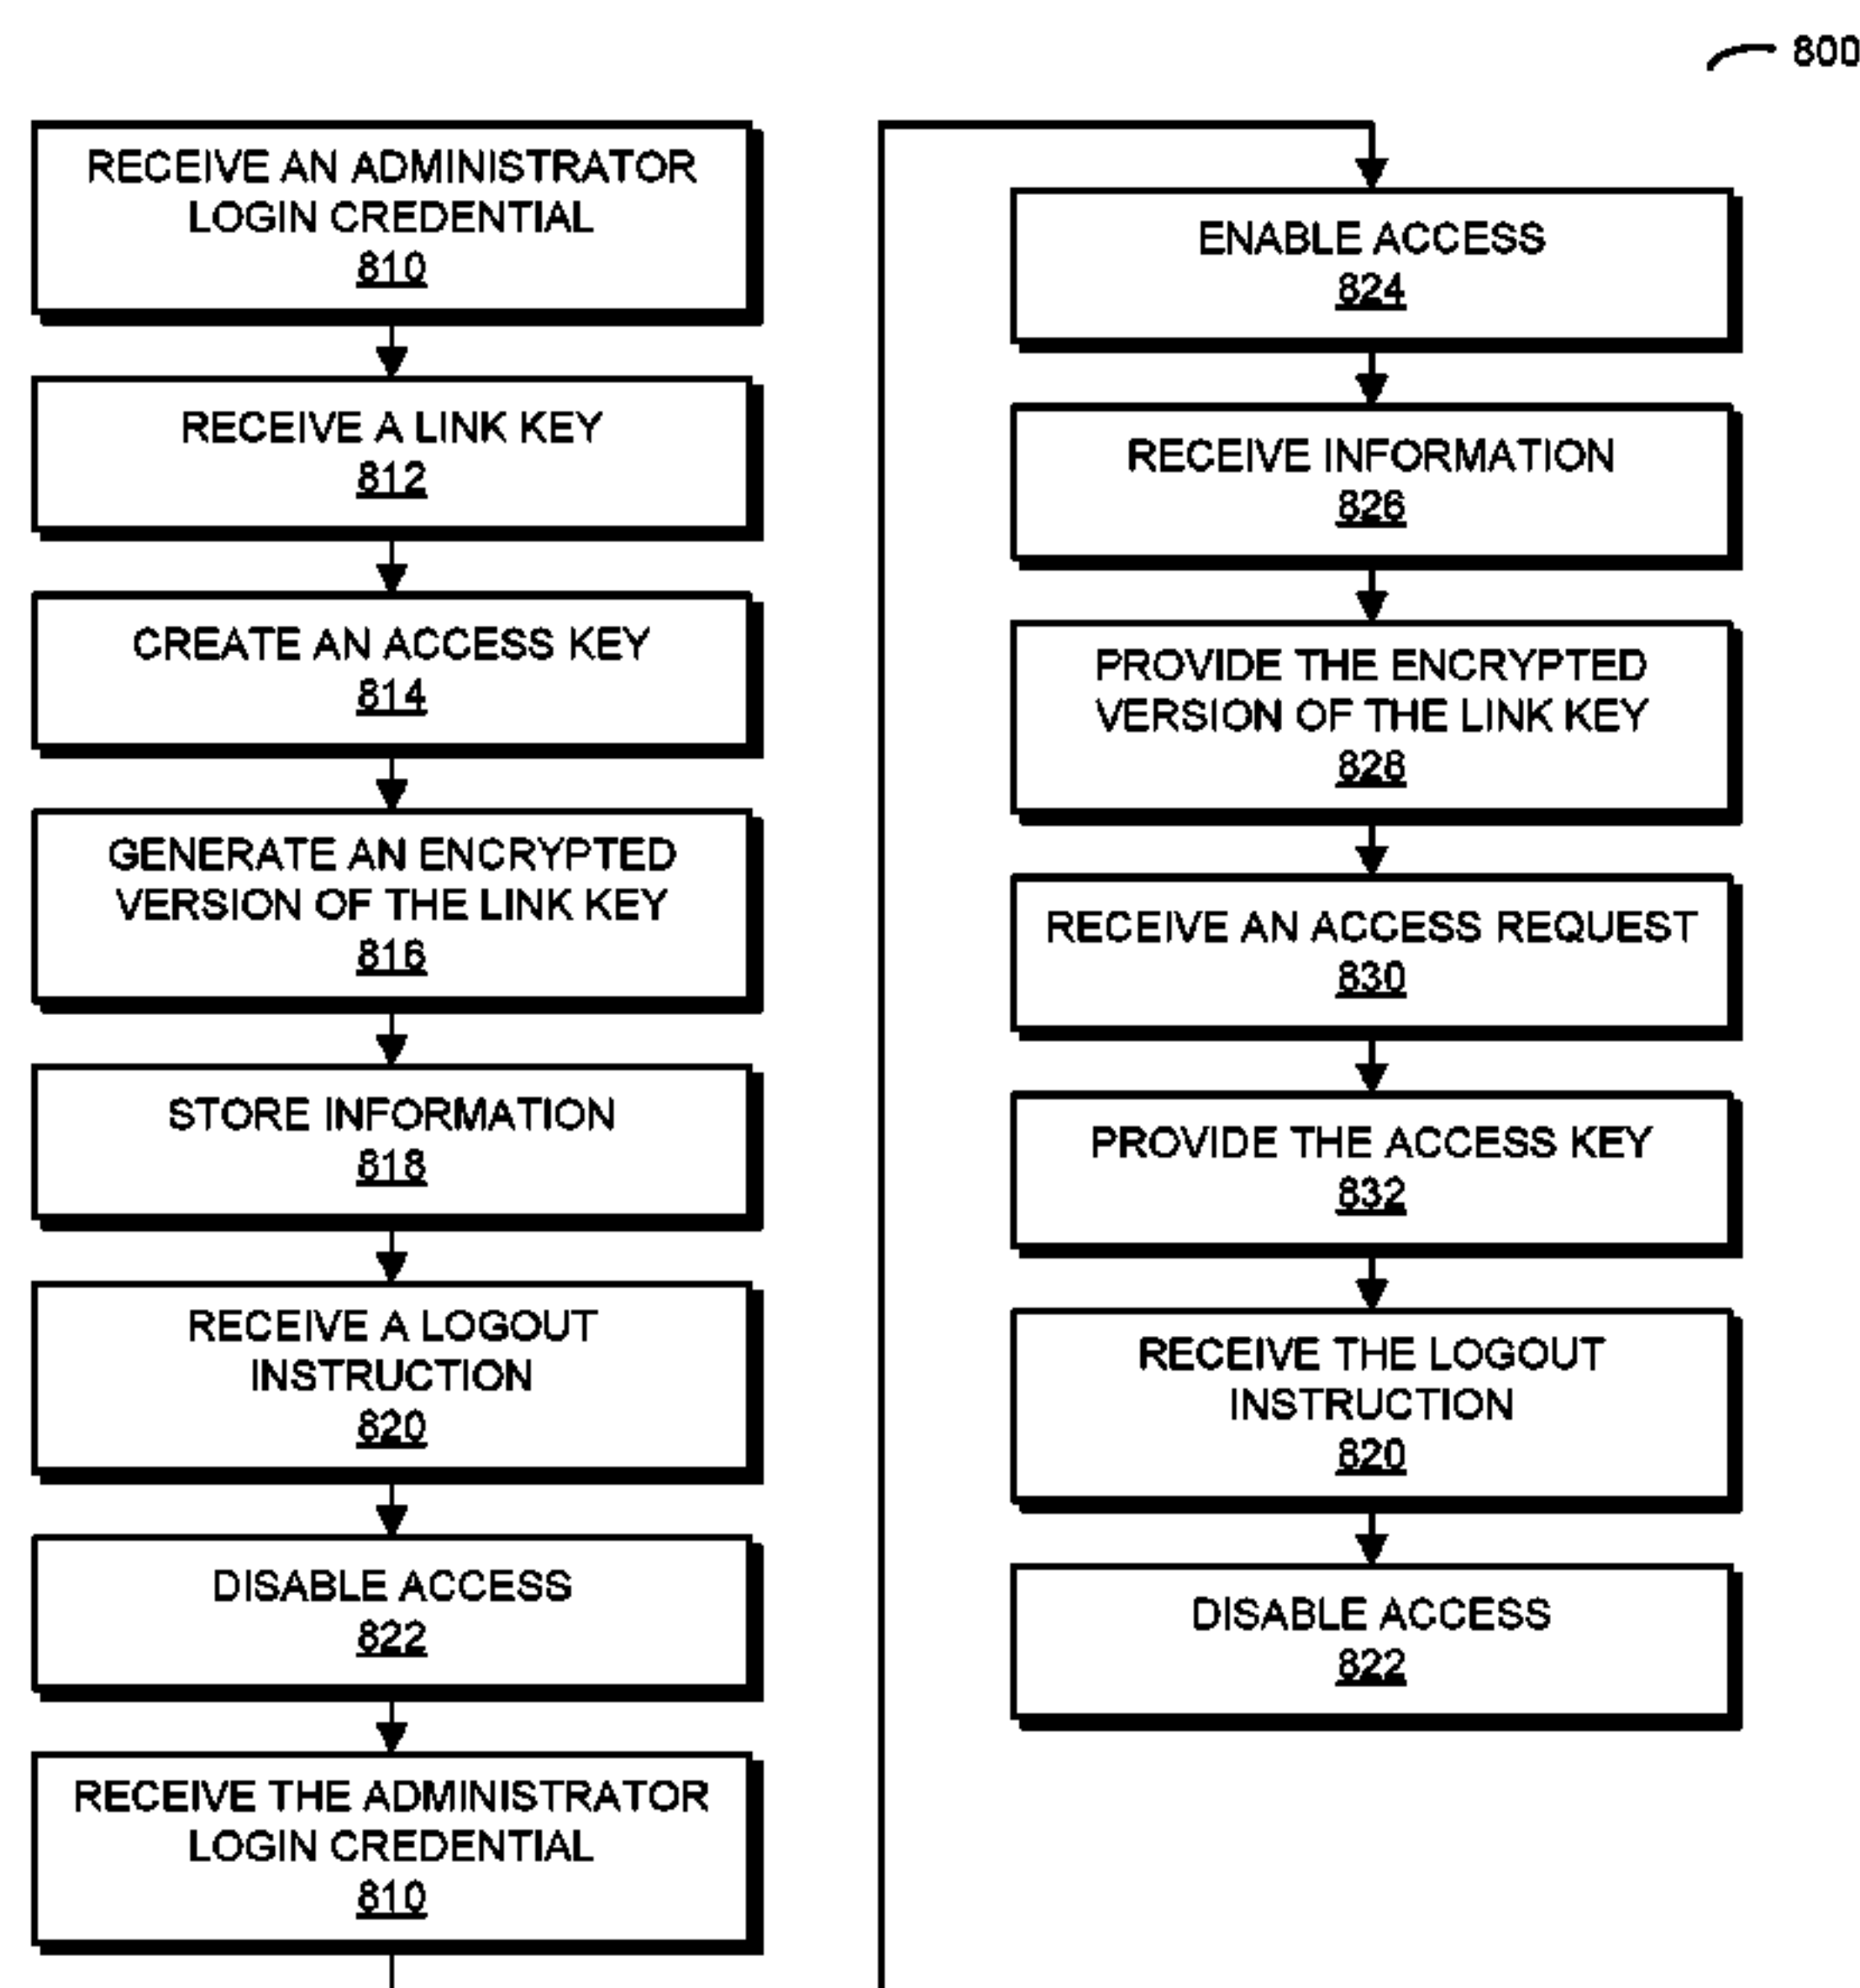 800
RECEIVE AN ADMINISTRATOR
LOGIN CREDENTIAL
810
RECEIVE A LINK KEY
812
CREATE AN ACCESS KEY
814
GENERATE AN ENCRYPTED
VERSION OF THE LINK KEY
816
STORE INFORMATION
818
RECEIVE A LOGOUT
INSTRUCTION
820
DISABLE ACCESS
822
RECEIVE THE ADMINISTRATOR
LOGIN CREDENTIAL
810
ENABLE ACCESS
824
RECEIVE INFORMATION
826
PROVIDE THE ENCRYPTED
VERSION OF THE LINK KEY
828
RECEIVE AN ACCESS REQUEST
830
PROVIDE THE ACCESS KEY
832
RECEIVE THE LOGOUT
INSTRUCTION
820
DISABLE ACCESS
822